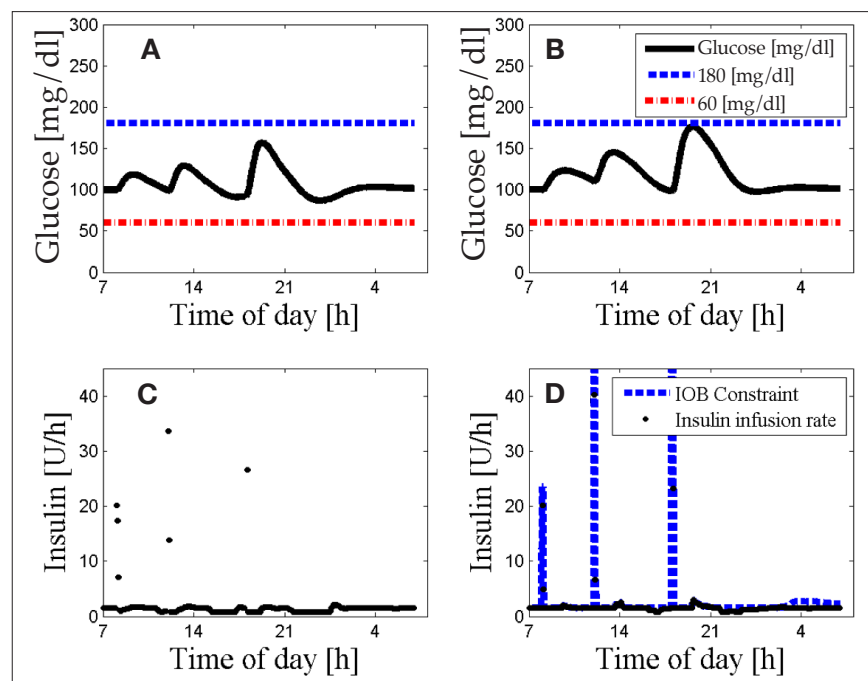 A
300
250
200
150
100
50
0
Glucose [mg/dl]
7
14
21
4
Time of day [h]
B
Glucose [mg/dl]
180 [mg/dl]
60 [mg/dl]
300
250
200
150
100
50
0
Glucose [mg/dl]
7
14
21
4
Time of day [h]
C
40
30
20
10
0
Insulin [U/h]
7
14
21
4
Time of day [h]
D
IOB Constraint
Insulin infusion rate
40
30
20
10
0
Insulin [U/h]
7
14
21
4
Time of day [h]